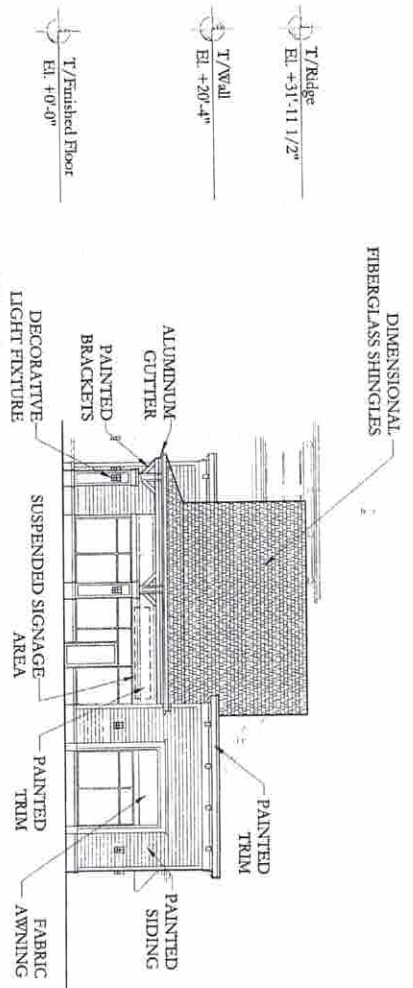 T/Ridge
El. +31'-11 1/2"
T/Wall
El. +20'-4"
T/Finished Floor
El. +0'-0"
DIMENSIONAL
FIBERGLASS SHINGLES
ALUMINUM
GUTTER
PAINTED
BRACKETS
DECORATIVE
LIGHT FIXTURE
SUSPENDED SIGNAGE
AREA
PAINTED
TRIM
PAINTED
TRIM
PAINTED
SIDING
FABRIC
AWNING